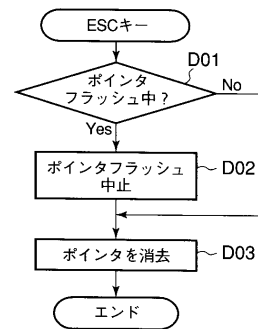 ESCキー
D01
ポインタ
フラッシュ中?
No
Yes
ポインタフラッシュ
中止
D02
ポインタを消去
D03
エンド